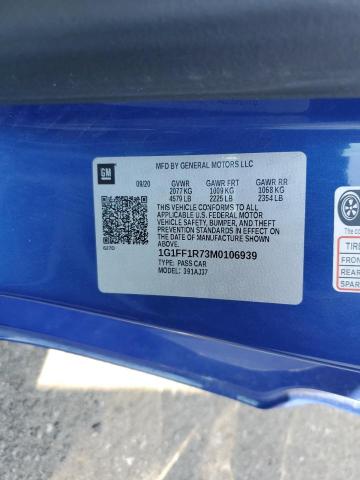 GM
MFD BY GENERAL MOTORS LLC
09/20 GVWR GAWR FRT GAWR RR
2077 KG 1009 KG 1068 KG
4579 LB 2225 LB 2354 LB
THIS VEHICLE CONFORMS TO ALL
APPLICABLE U.S. FEDERAL MOTOR
VEHICLE SAFETY, BUMPER, AND THEFT
PREVENTION STANDARDS IN EFFECT
ON THE DATE OF MANUFACTURE SHOWN
ABOVE.
1G1FF1R73M0106939
TYPE: PASS CAR
MODEL: 391AJ37
The co
TIRE
FRON
REAR
SPAR